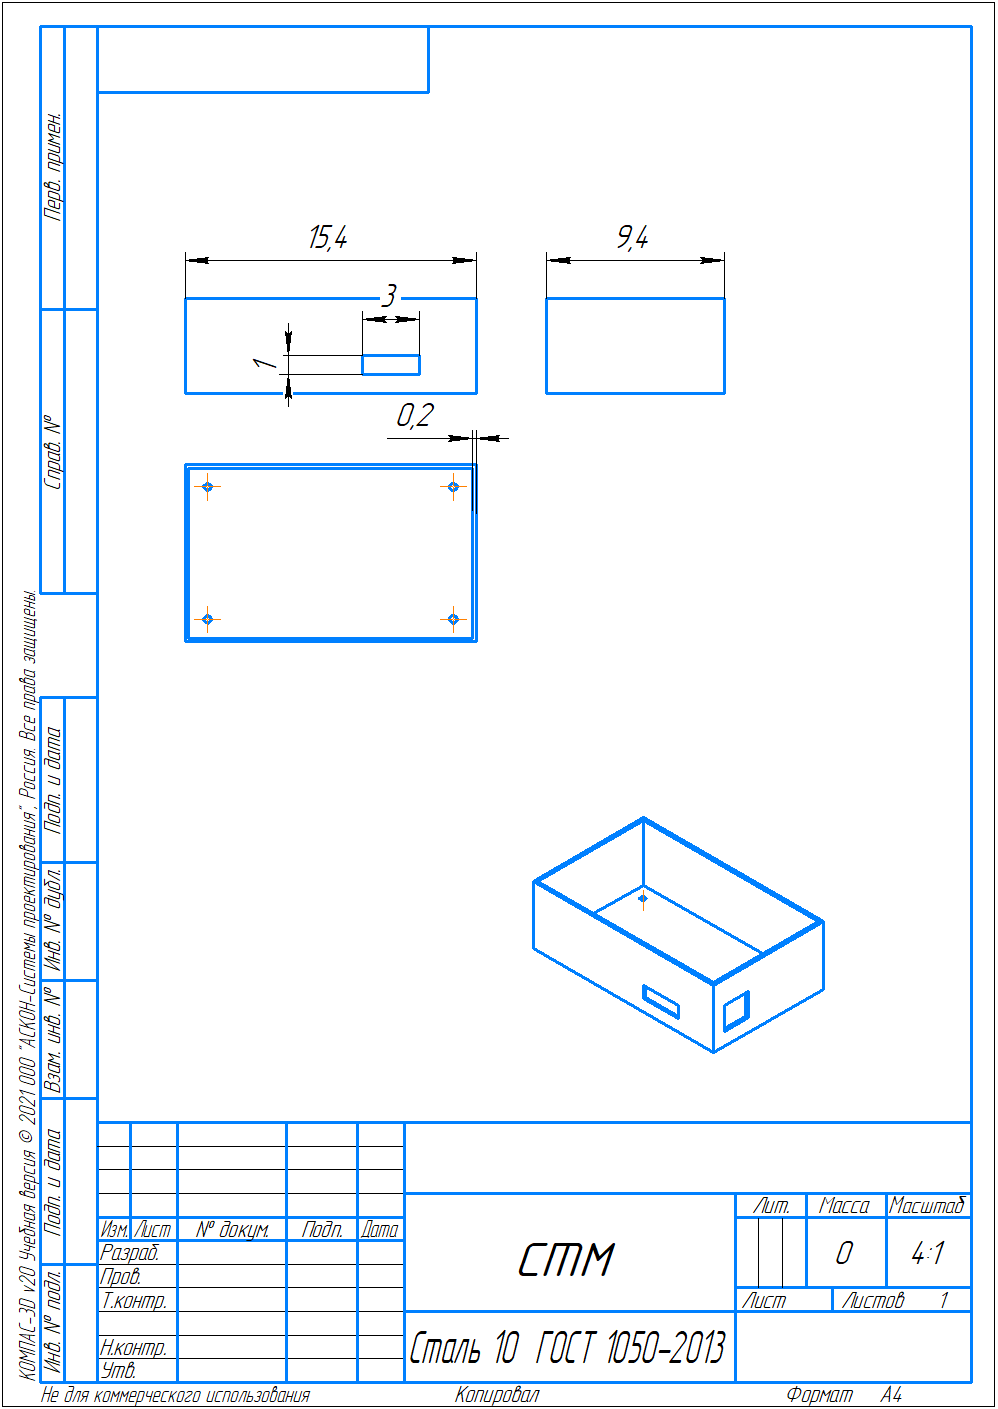 Перв. примен.
Справ. №
Подп. и дата
Инв. № дубл.
Взам. инв. №
Подп. и дата
Инв. № подл.
КОМПАС-3D v20 Учебная версия © 2021 ООО "АСКОН-Системы проектирования", Россия. Все права защищены.
15,4
9,4
3
1
0,2
Изм. Лист № докум. Подп. Дата
Разраб.
Пров.
Т.контр.
Н.контр.
Утв.
стм
Лит. Масса Масштаб
0 4:1
Лист Листов 1
Сталь 10 ГОСТ 1050-2013
Не для коммерческого использования Копировал Формат А4